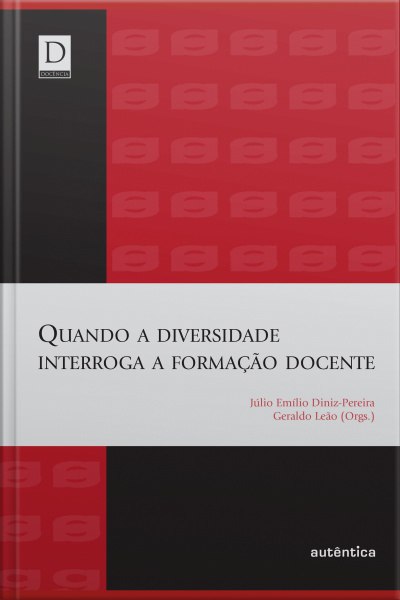 D
DOCÊNCIA
QUANDO A DIVERSIDADE
INTERROGA A FORMAÇÃO DOCENTE
Júlio Emílio Diniz-Pereira
Geraldo Leão (Orgs.)
autêntica